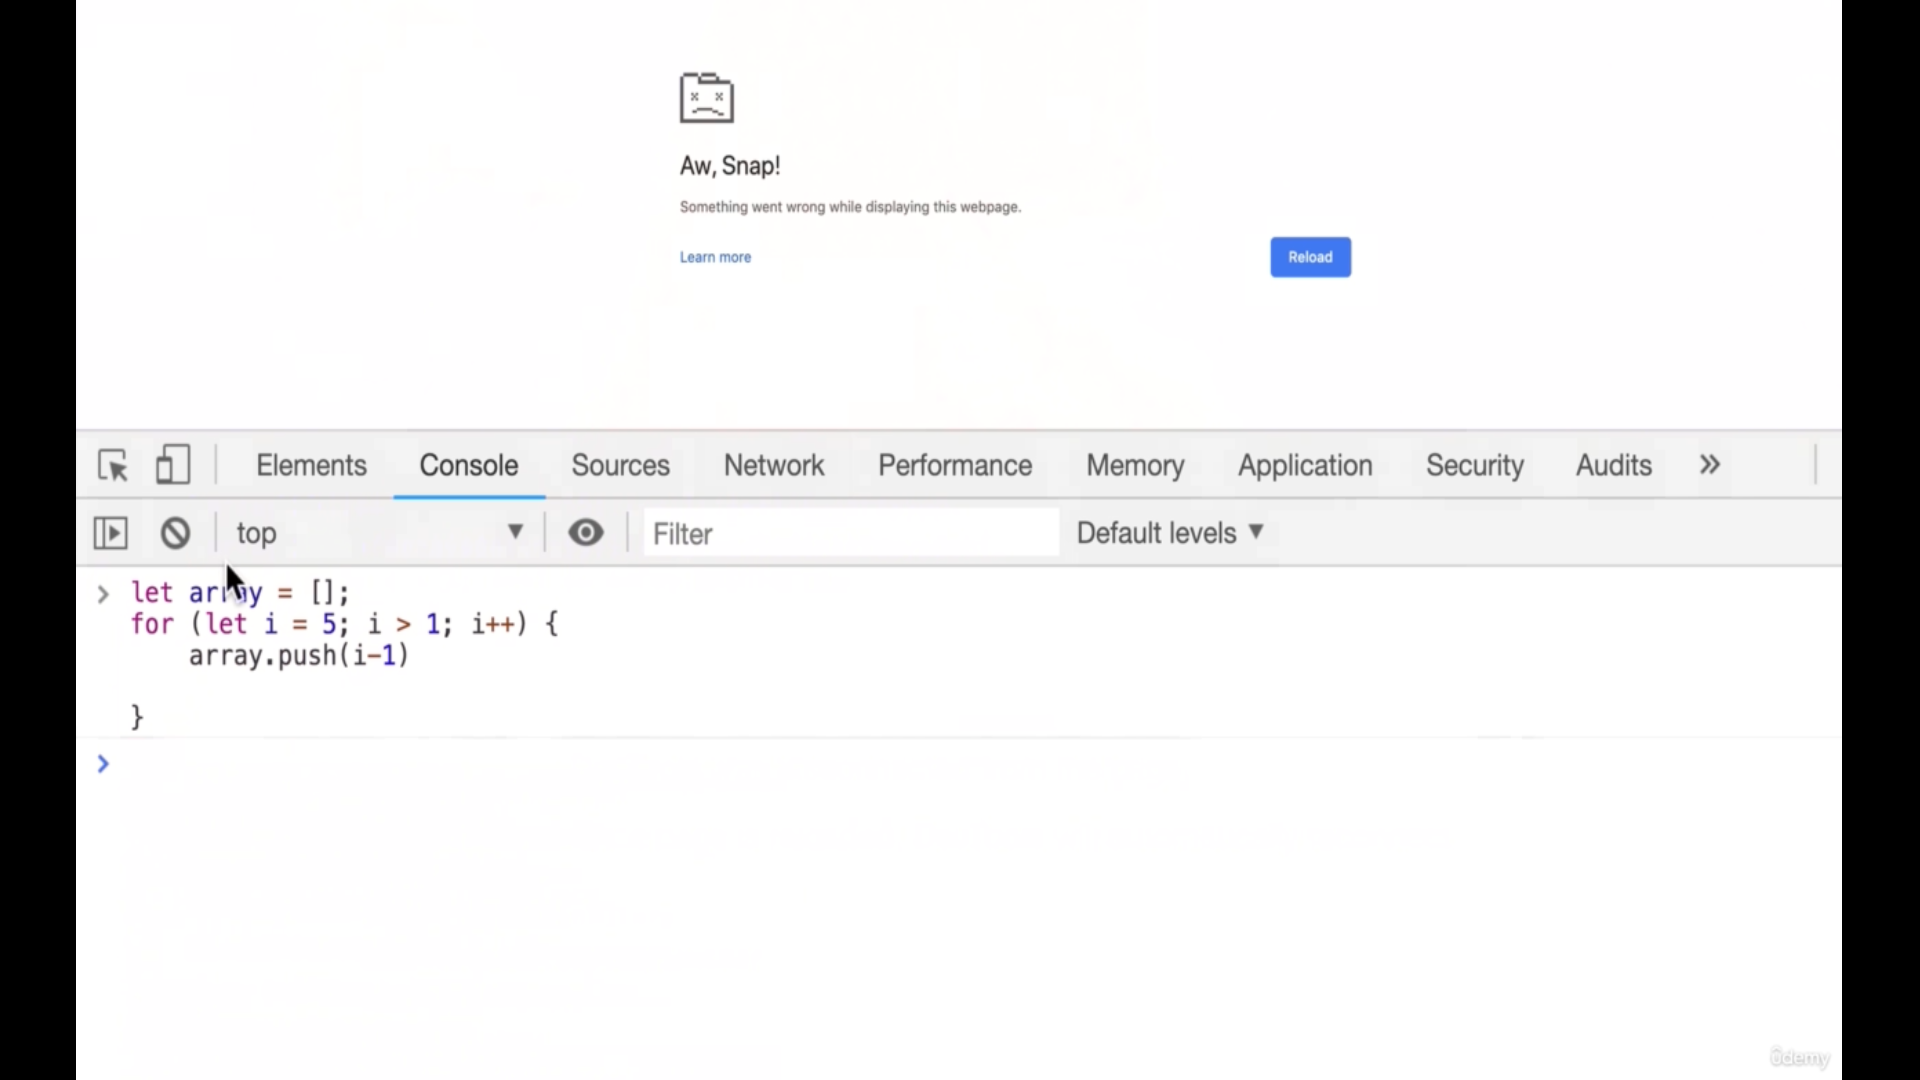 Aw, Snap!
Something went wrong while displaying this webpage.
Learn more
Reload
Elements Console Sources Network Performance Memory Application Security Audits »
top ▼ Filter Default levels ▼
> let array = [];
for (let i = 5; i > 1; i++) {
    array.push(i-1)
}
>
ûdemy